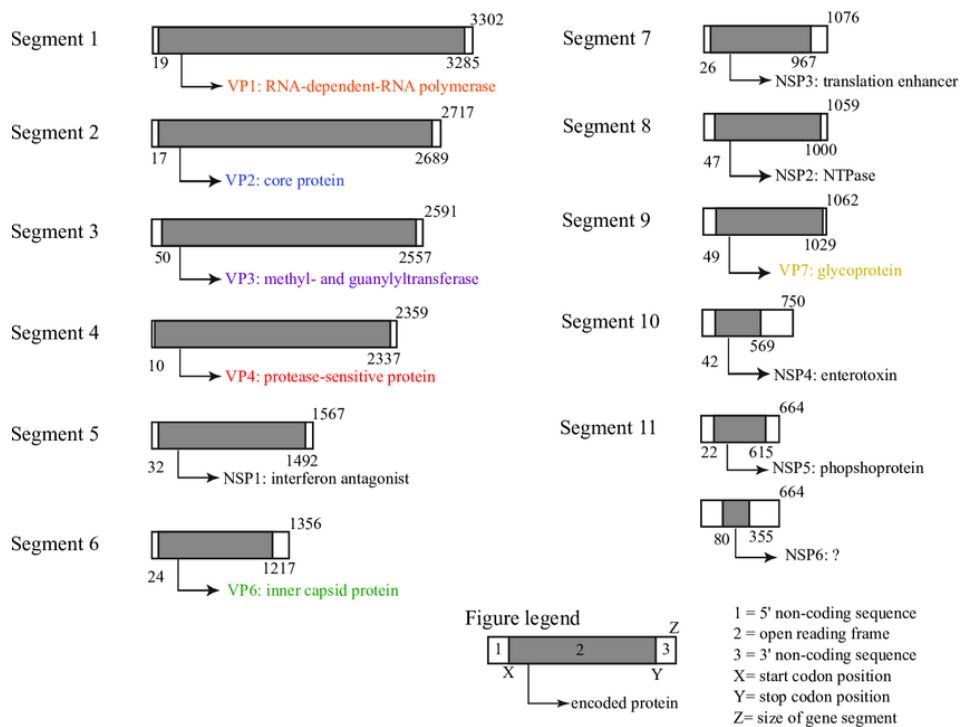 Segment 1
3302
19
3285
VP1: RNA-dependent-RNA polymerase
Segment 2
2717
17
2689
VP2: core protein
Segment 3
2591
50
2557
VP3: methyl- and guanylyltransferase
Segment 4
2359
10
2337
VP4: protease-sensitive protein
Segment 5
1567
32
1492
NSP1: interferon antagonist
Segment 6
1356
24
1217
VP6: inner capsid protein
Segment 7
1076
26
967
NSP3: translation enhancer
Segment 8
1059
47
1000
NSP2: NTPase
Segment 9
1062
49
1029
VP7: glycoprotein
Segment 10
750
42
569
NSP4: enterotoxin
Segment 11
664
22
615
NSP5: phopshoprotein
664
80
355
NSP6: ?
Figure legend
Z
1 2 3
X Y
encoded protein
1 = 5' non-coding sequence
2 = open reading frame
3 = 3' non-coding sequence
X= start codon position
Y= stop codon position
Z= size of gene segment